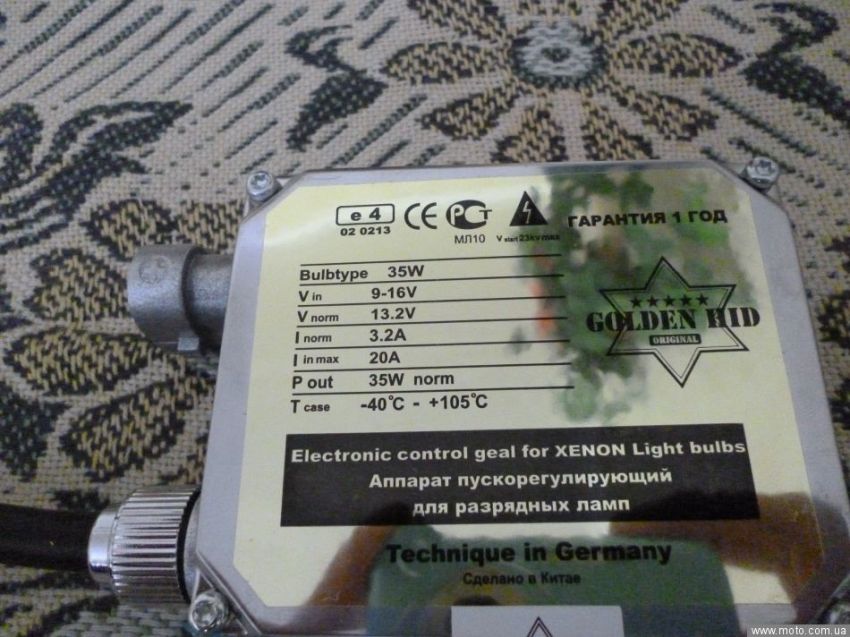 e 4
02 0213
CE
РСТ
МЛ10
V start 23kv max
ГАРАНТИЯ 1 ГОД
Bulbtype 35W
V in 9-16V
V norm 13.2V
I norm 3.2A
I in max 20A
P out 35W norm
T case -40°C - +105°C
GOLDEN HID
ORIGINAL
Electronic control geal for XENON Light bulbs
Аппарат пускорегулирующий
для разрядных ламп
Technique in Germany
Сделано в Китае
www.moto.com.ua